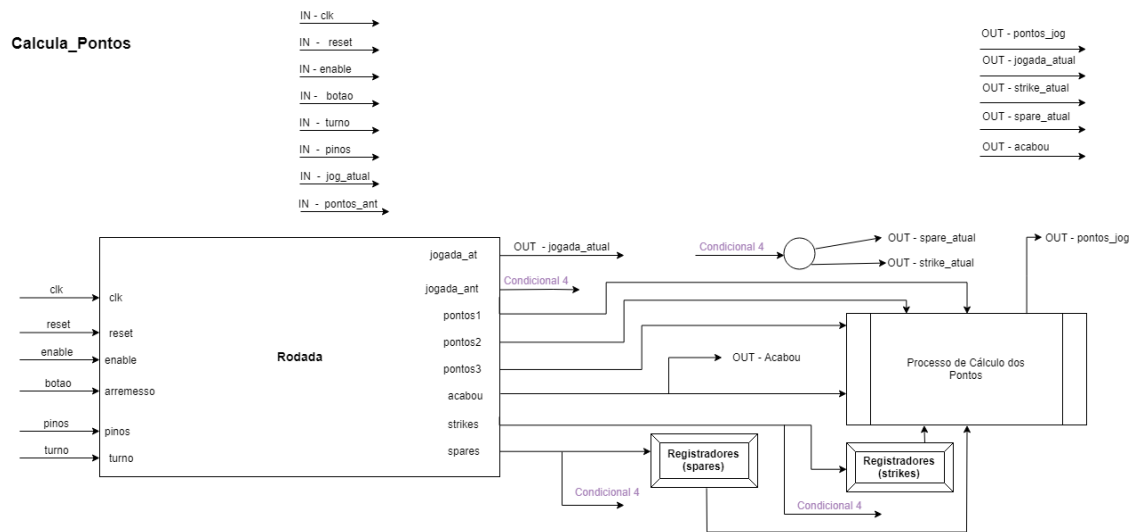 Calcula_Pontos
IN - clk
IN - reset
IN - enable
IN - botao
IN - turno
IN - pinos
IN - jog_atual
IN - pontos_ant
OUT - pontos_jog
OUT - jogada_atual
OUT - strike_atual
OUT - spare_atual
OUT - acabou
clk
reset
enable
botao
pinos
turno
clk
reset
enable
arremesso
pinos
turno
Rodada
jogada_at
jogada_ant
pontos1
pontos2
pontos3
acabou
strikes
spares
OUT - jogada_atual
Condicional 4
Condicional 4
OUT - spare_atual
OUT - strike_atual
OUT - pontos_jog
OUT - Acabou
Processo de Cálculo dos
Pontos
Registradores
(spares)
Registradores
(strikes)
Condicional 4
Condicional 4